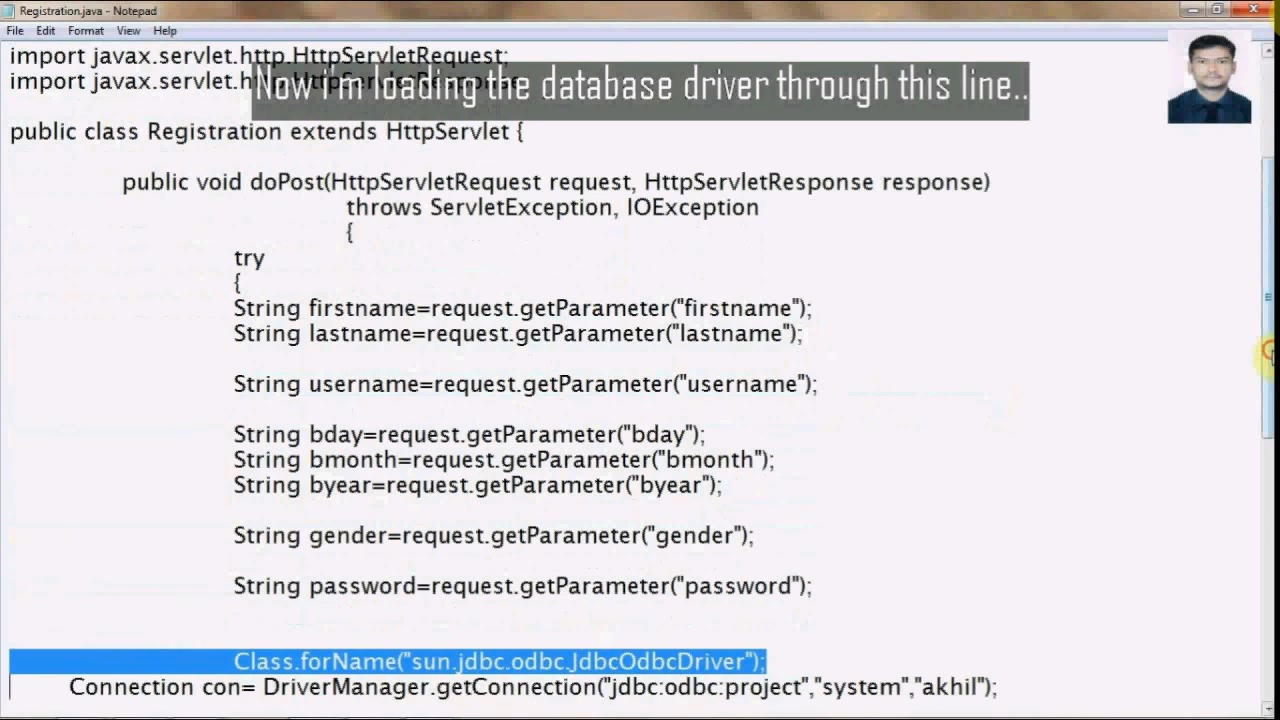 Registration.java - Notepad
File Edit Format View Help
import javax.servlet.http.HttpServletRequest;
import javax.servlet.http.HttpServletResponse
Now i'm loading the database driver through this line..
public class Registration extends HttpServlet {
public void doPost(HttpServletRequest request, HttpServletResponse response)
throws ServletException, IOException
{
try
{
String firstname=request.getParameter("firstname");
String lastname=request.getParameter("lastname");
String username=request.getParameter("username");
String bday=request.getParameter("bday");
String bmonth=request.getParameter("bmonth");
String byear=request.getParameter("byear");
String gender=request.getParameter("gender");
String password=request.getParameter("password");
Class.forName("sun.jdbc.odbc.JdbcOdbcDriver");
Connection con= DriverManager.getConnection("jdbc:odbc:project","system","akhil");